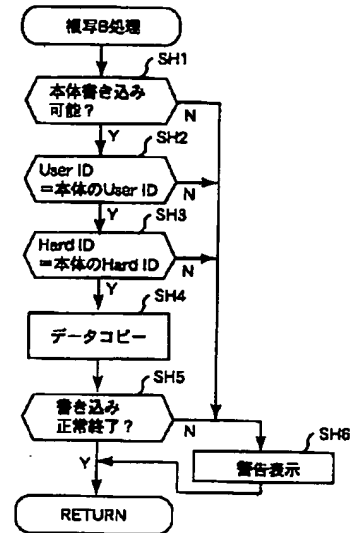 複写B処理
SH1
本体書き込み
可能？
N
Y
SH2
User ID
＝本体のUser ID
N
Y
SH3
Hard ID
＝本体のHard ID
N
Y
SH4
データコピー
SH5
書き込み
正常終了？
N
Y
SH6
警告表示
RETURN